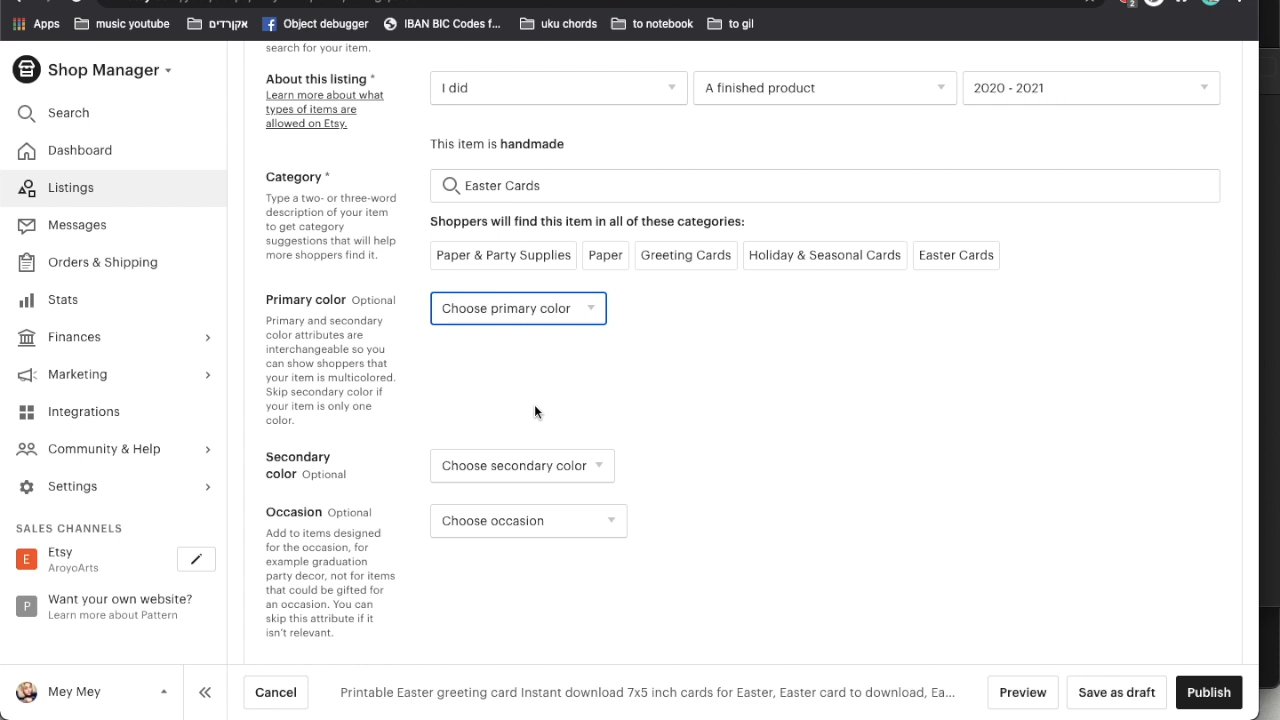 Apps
music youtube
אקורדים
Object debugger
IBAN BIC Codes f...
uku chords
to notebook
to gil
Shop Manager
Search
Dashboard
Listings
Messages
Orders & Shipping
Stats
Finances
Marketing
Integrations
Community & Help
Settings
SALES CHANNELS
E
Etsy
AroyoArts
P
Want your own website?
Learn more about Pattern
Mey Mey
search for your item.
About this listing *
Learn more about what
types of items are
allowed on Etsy.
I did
A finished product
2020 - 2021
This item is handmade
Category *
Type a two- or three-word
description of your item
to get category
suggestions that will help
more shoppers find it.
Easter Cards
Shoppers will find this item in all of these categories:
Paper & Party Supplies
Paper
Greeting Cards
Holiday & Seasonal Cards
Easter Cards
Primary color Optional
Primary and secondary
color attributes are
interchangeable so you
can show shoppers that
your item is multicolored.
Skip secondary color if
your item is only one
color.
Choose primary color
Secondary
color Optional
Choose secondary color
Occasion Optional
Add to items designed
for the occasion, for
example graduation
party decor, not for items
that could be gifted for
an occasion. You can
skip this attribute if it
isn't relevant.
Choose occasion
Cancel
Printable Easter greeting card Instant download 7x5 inch cards for Easter, Easter card to download, Ea...
Preview
Save as draft
Publish